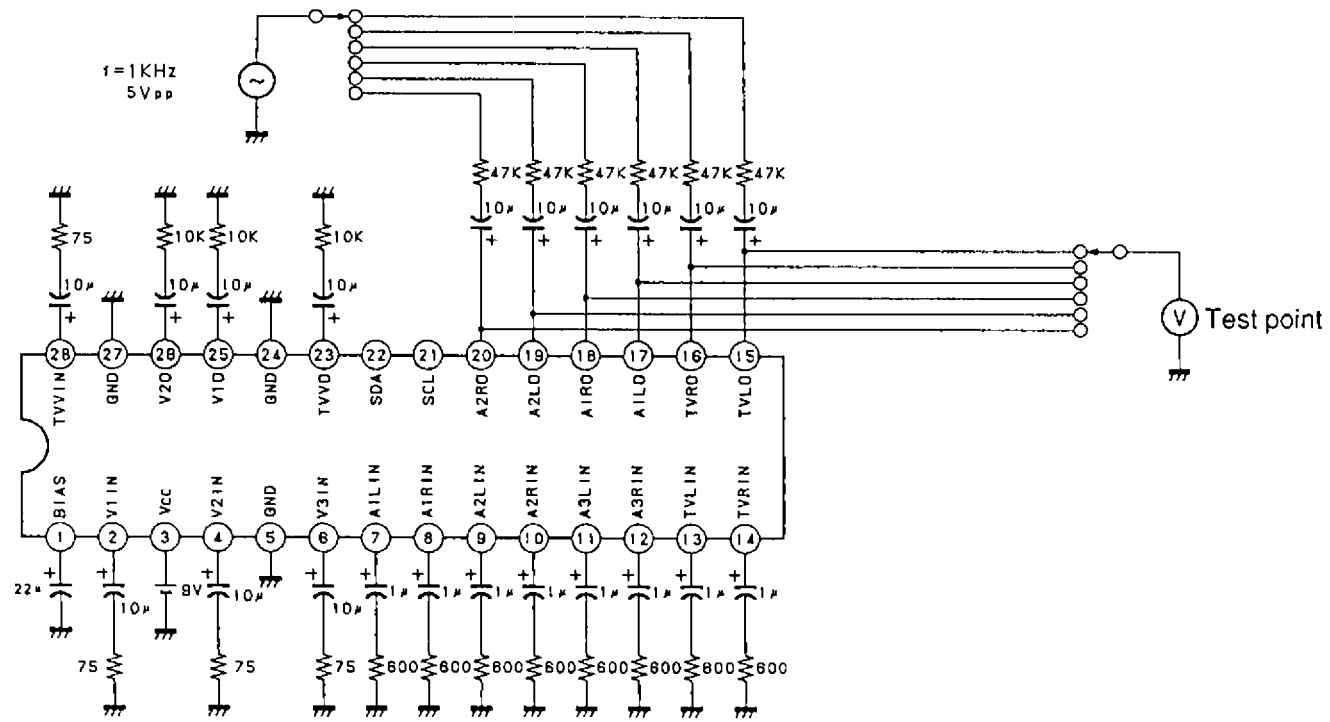 f=1KHz
5Vpp
47K 47K 47K 47K 47K 47K
10μ 10μ 10μ 10μ 10μ 10μ
+ + + + + +
75 10K 10K 10K
10μ 10μ 10μ 10μ
+ + + +
V Test point
28 27 28 25 24 23 22 21 20 19 18 17 16 15
TVVIN GND V2O V1O GND TVVO SDA SCL A2RO A2LO A1RO A1LO TVRO TVLO
BIAS V1IN VCC V2IN GND V3IN A1LIN A1RIN A2LIN A2RIN A3LIN A3RIN TVLIN TVRIN
1 2 3 4 5 6 7 8 9 10 11 12 13 14
+ + + + + + + + + + + +
22μ 10μ 8V 10μ 10μ 1μ 1μ 1μ 1μ 1μ 1μ 1μ 1μ
75 75 75 600 600 600 600 600 600 600 600